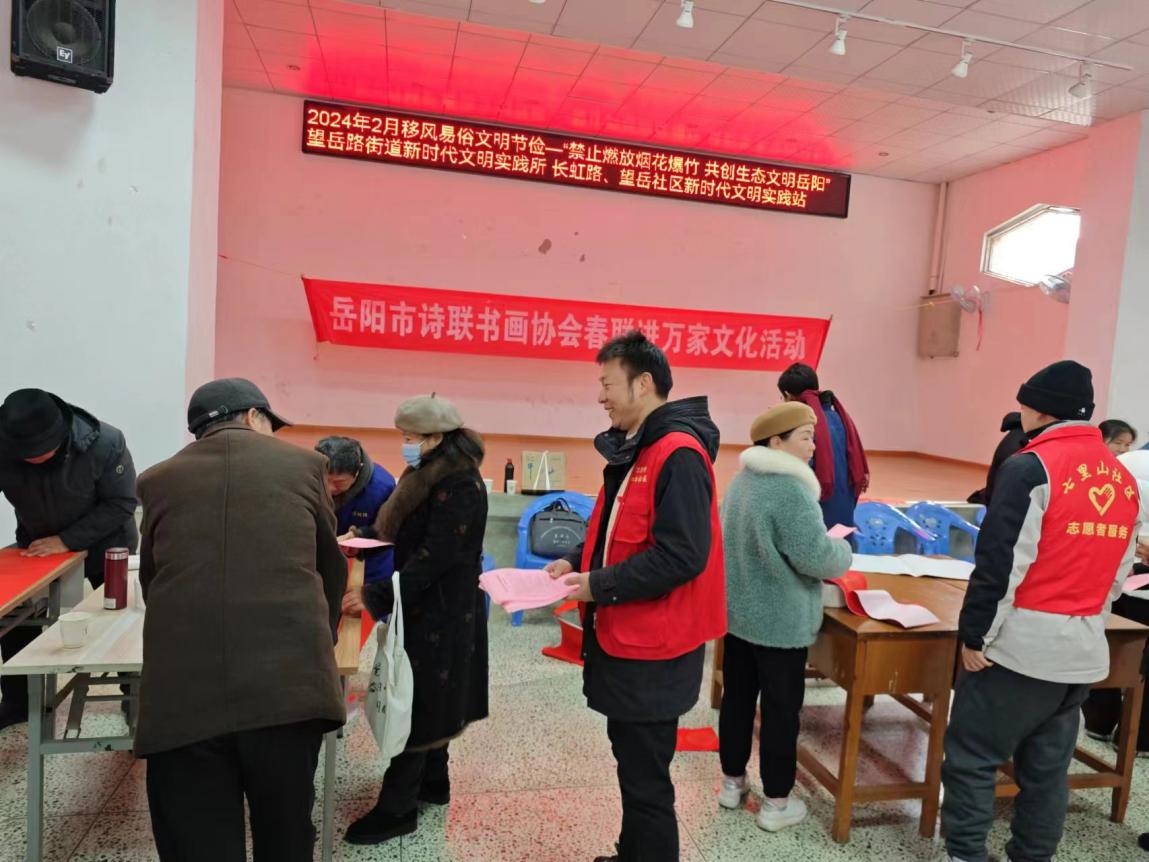 2024年2月移风易俗文明节俭—“禁止燃放烟花爆竹 共创生态文明岳阳”
望岳路街道新时代文明实践所 长虹路、望岳社区新时代文明实践站
岳阳市诗联书画协会春联进万家文化活动
七里山社区
志愿者服务
EV